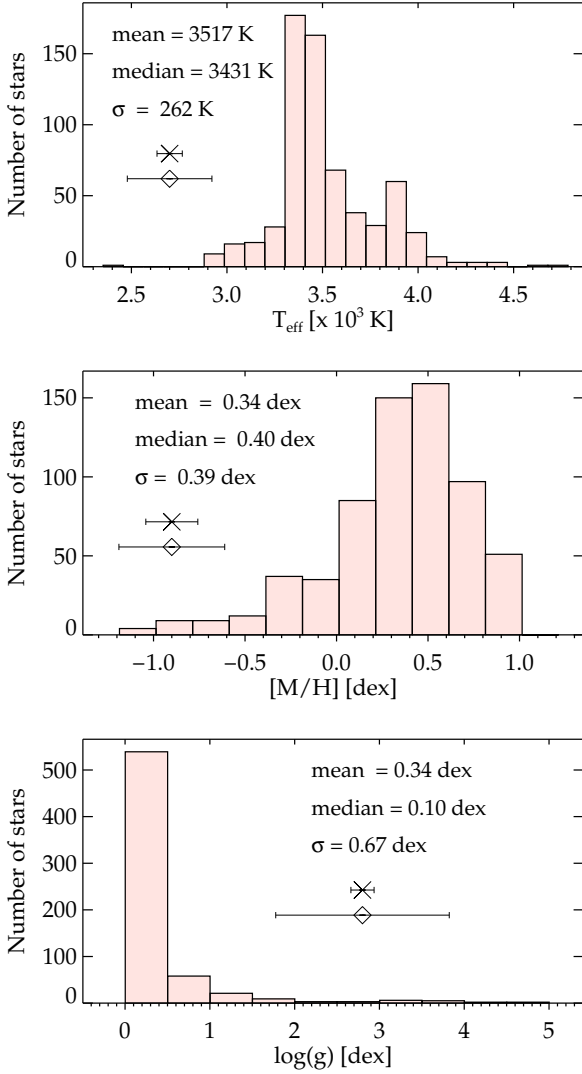 mean = 3517 K
median = 3431 K
σ = 262 K
Number of stars
150
100
50
0
2.5 3.0 3.5 4.0 4.5
T_eff [x 10^3 K]
mean = 0.34 dex
median = 0.40 dex
σ = 0.39 dex
Number of stars
150
100
50
0
−1.0 −0.5 0.0 0.5 1.0
[M/H] [dex]
mean = 0.34 dex
median = 0.10 dex
σ = 0.67 dex
Number of stars
500
400
300
200
100
0
0 1 2 3 4 5
log(g) [dex]